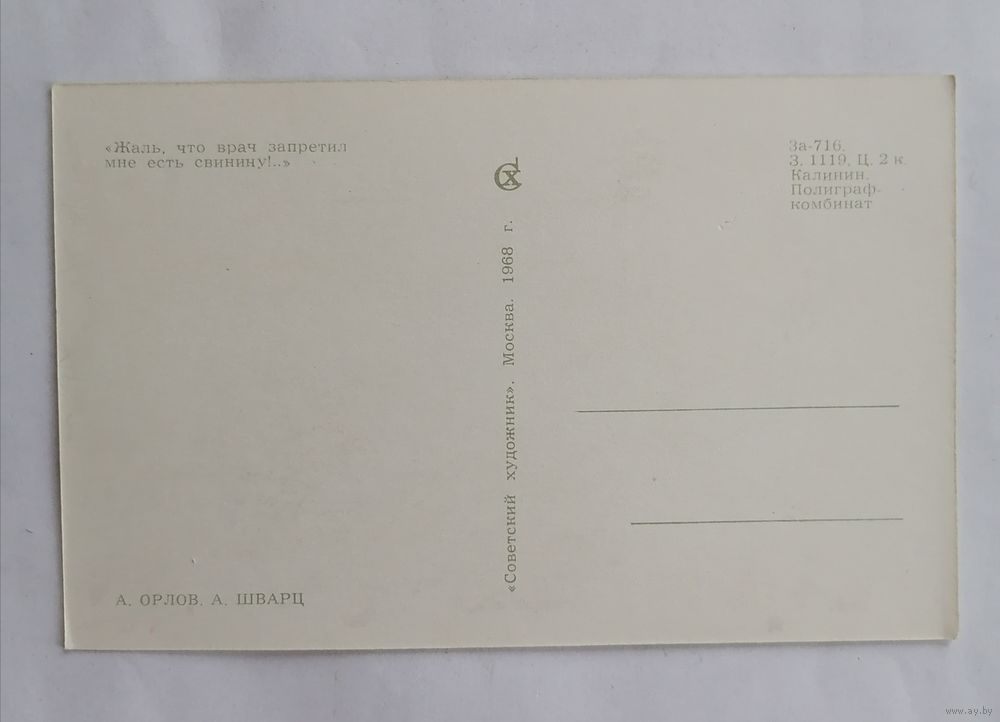 «Жаль, что врач запретил
мне есть свинину!..»
За-716.
З. 1119. Ц. 2 к.
Калинин.
Полиграф-
комбинат
СХ
«Советский художник». Москва. 1968 г.
А. ОРЛОВ, А. ШВАРЦ
www.ay.by